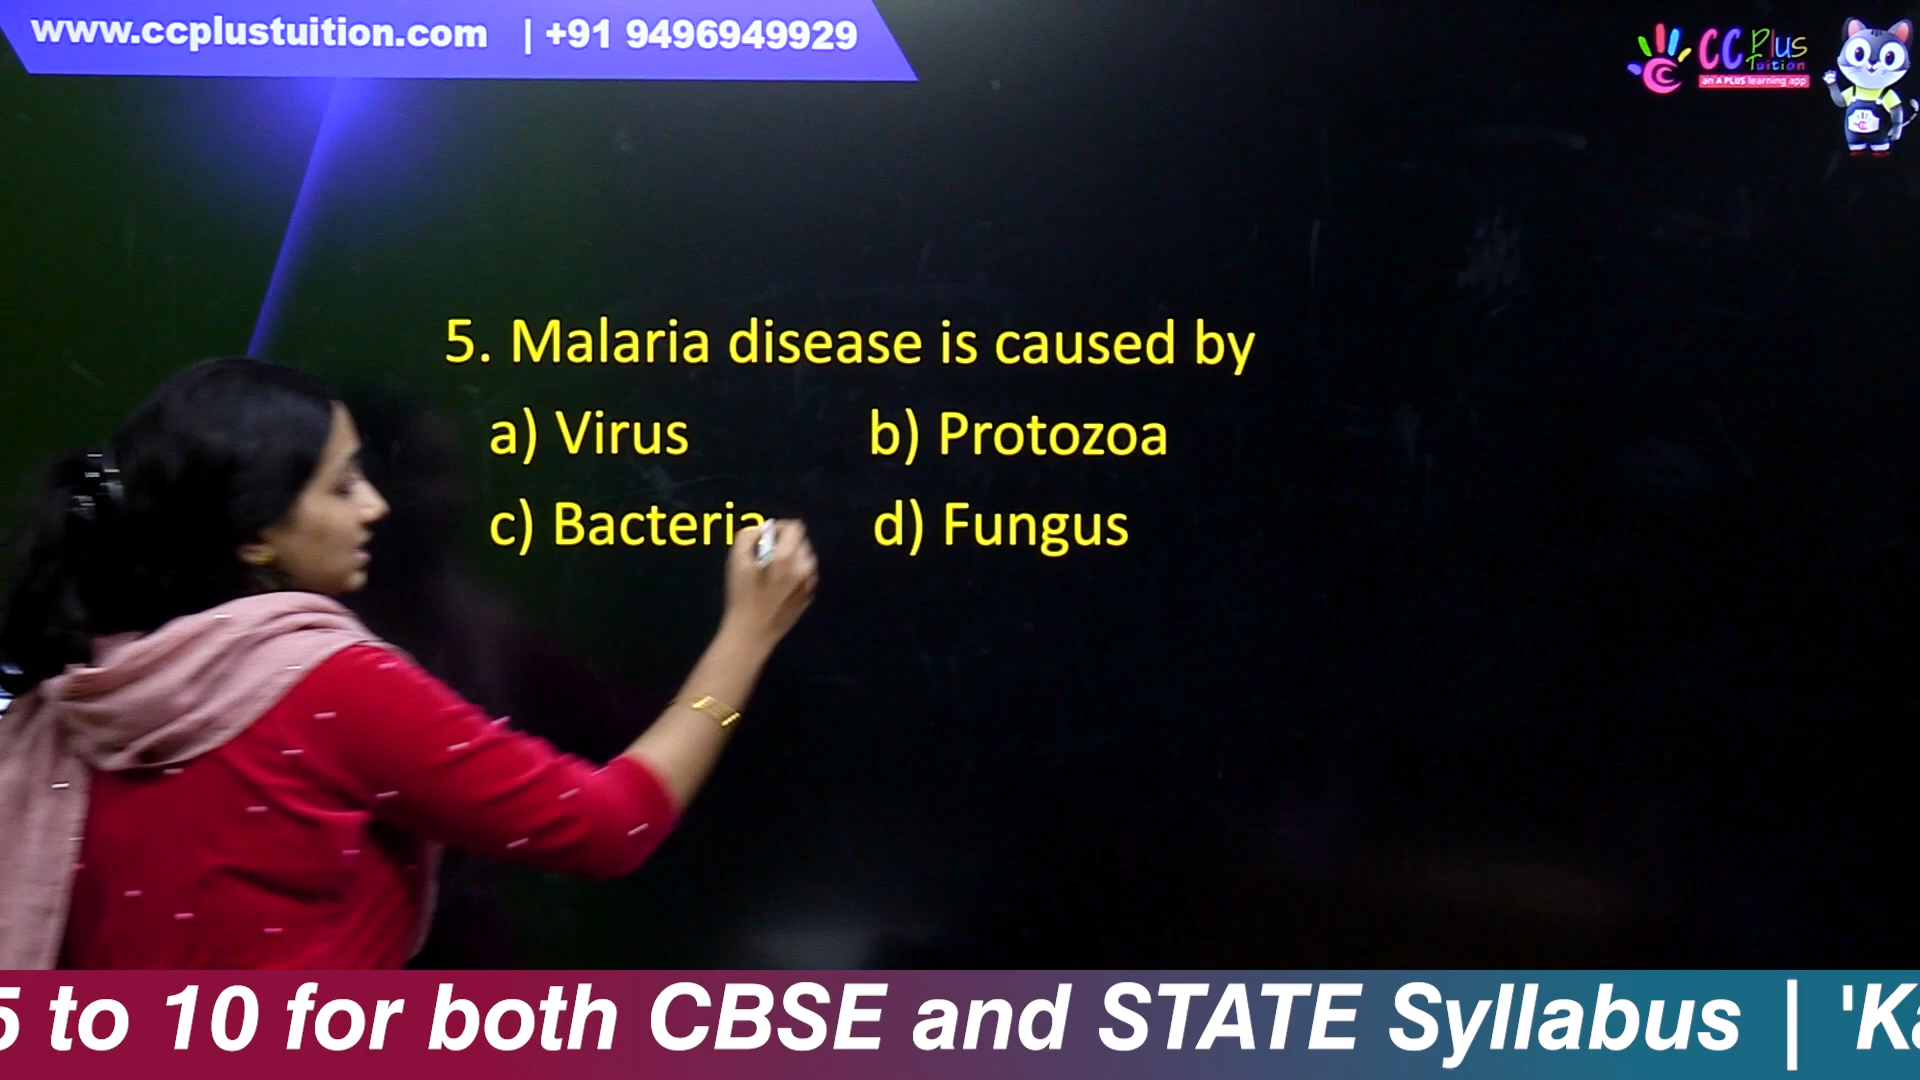 www.ccplustuition.com | +91 9496949929
CC Plus
Tuition
an A PLUS learning app
5. Malaria disease is caused by
a) Virus b) Protozoa
c) Bacteria d) Fungus
5 to 10 for both CBSE and STATE Syllabus | 'Ka